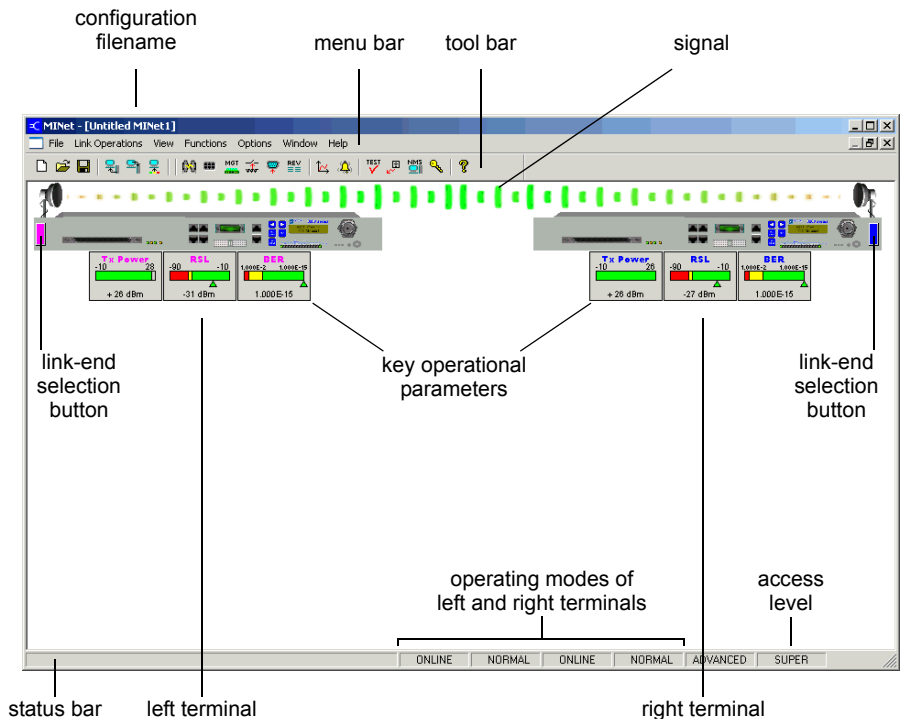 configuration
filename
menu bar
tool bar
signal
MINet - [Untitled MINet1]
File Link Operations View Functions Options Window Help
MGT REV TEST NMS
Tx Power RSL BER
-10 28 -90 -10 1.000E-2 1.000E-15
+ 26 dBm -31 dBm 1.000E-15
Tx Power RSL BER
-10 26 -90 -10 1.000E-2 1.000E-15
+ 26 dBm -27 dBm 1.000E-15
link-end
selection
button
key operational
parameters
link-end
selection
button
operating modes of
left and right terminals
access
level
ONLINE NORMAL ONLINE NORMAL ADVANCED SUPER
status bar
left terminal
right terminal